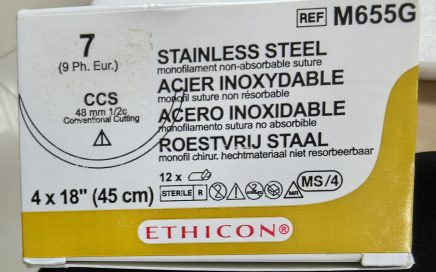 REF M655G
7
(9 Ph. Eur.)
CCS
48 mm 1/2c
Conventional Cutting
STAINLESS STEEL
monofilament non-absorbable suture
ACIER INOXYDABLE
monofil suture non résorbable
ACERO INOXIDABLE
monofilamento sutura no absorbible
ROESTVRIJ STAAL
monofil chirur. hechtmateriaal niet resorbeerbaar
4 x 18" (45 cm)
12 x
STERILE R
MR
MS/4
ETHICON®